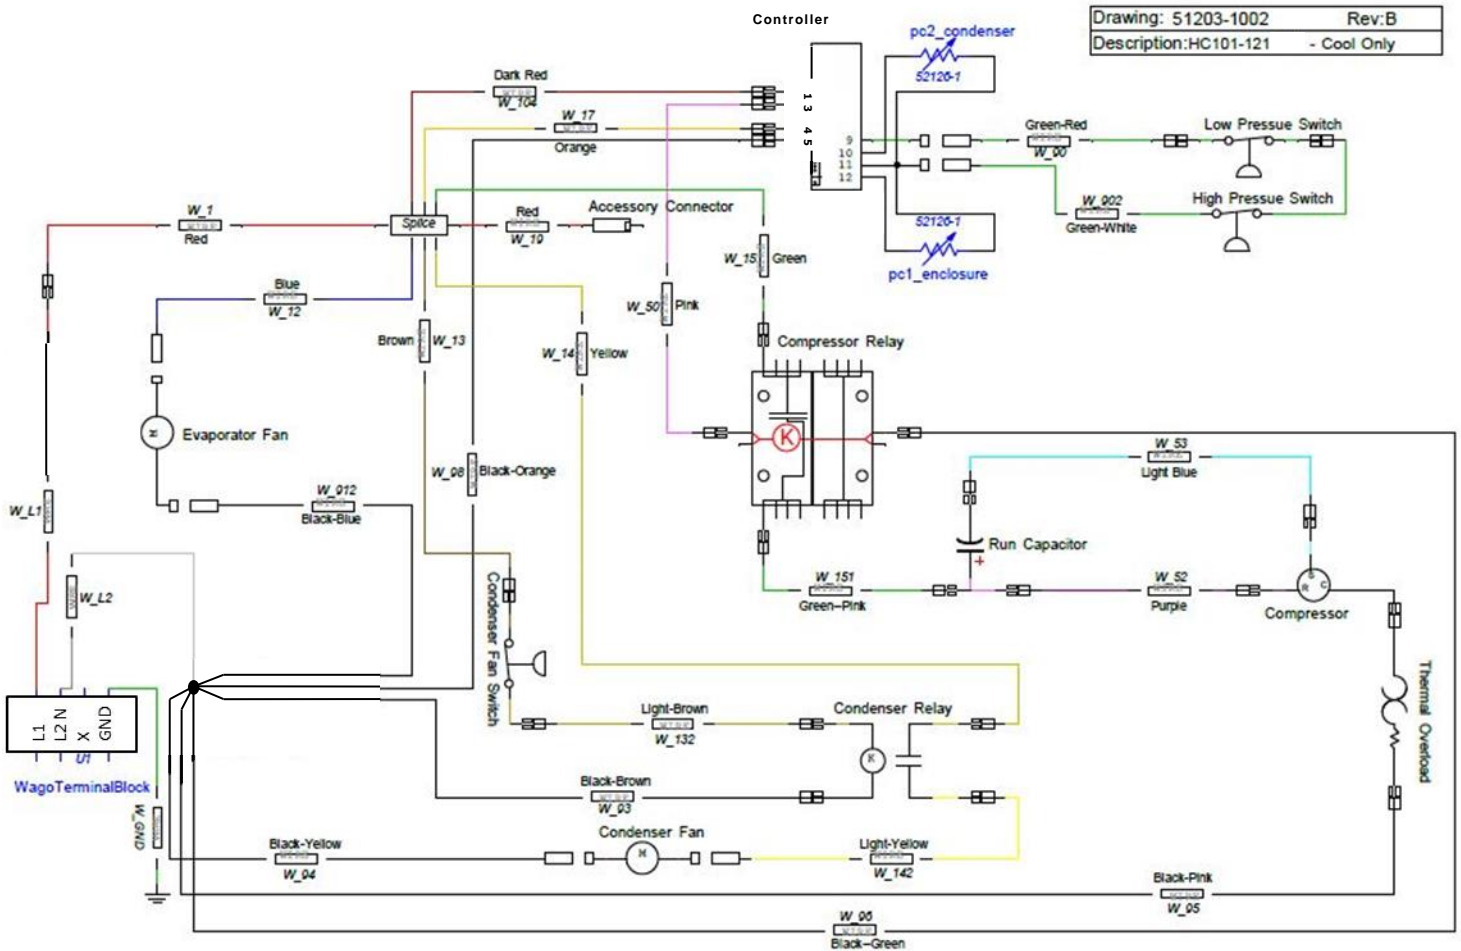 Controller
Drawing: 51203-1002 Rev:B
Description:HC101-121 - Cool Only
pc2_condenser
52126-1
Dark Red
W_104
W_17
Orange
1 3 4 5
9
10
11
12
Green-Red
W_90
Low Pressue Switch
W_902
Green-White
High Pressue Switch
52126-1
pc1_enclosure
W_1
Red
Splice
Red
W_19
Accessory Connector
W_15
Green
Blue
W_12
W_50
Pink
Brown
W_13
W_14
Yellow
Compressor Relay
K
Evaporator Fan
M
W_98
Black-Orange
W_53
Light Blue
W_912
Black-Blue
W_L1
Run Capacitor
+
W_L2
W_151
Green-Pink
W_52
Purple
S
R
C
Compressor
Condenser Fan Switch
Thermal Overload
L1
L2 N
X
GND
U1
WagoTerminalBlock
W_GND
Light-Brown
W_132
Condenser Relay
K
Black-Brown
W_93
Condenser Fan
M
Black-Yellow
W_94
Light-Yellow
W_142
Black-Pink
W_95
W_96
Black-Green